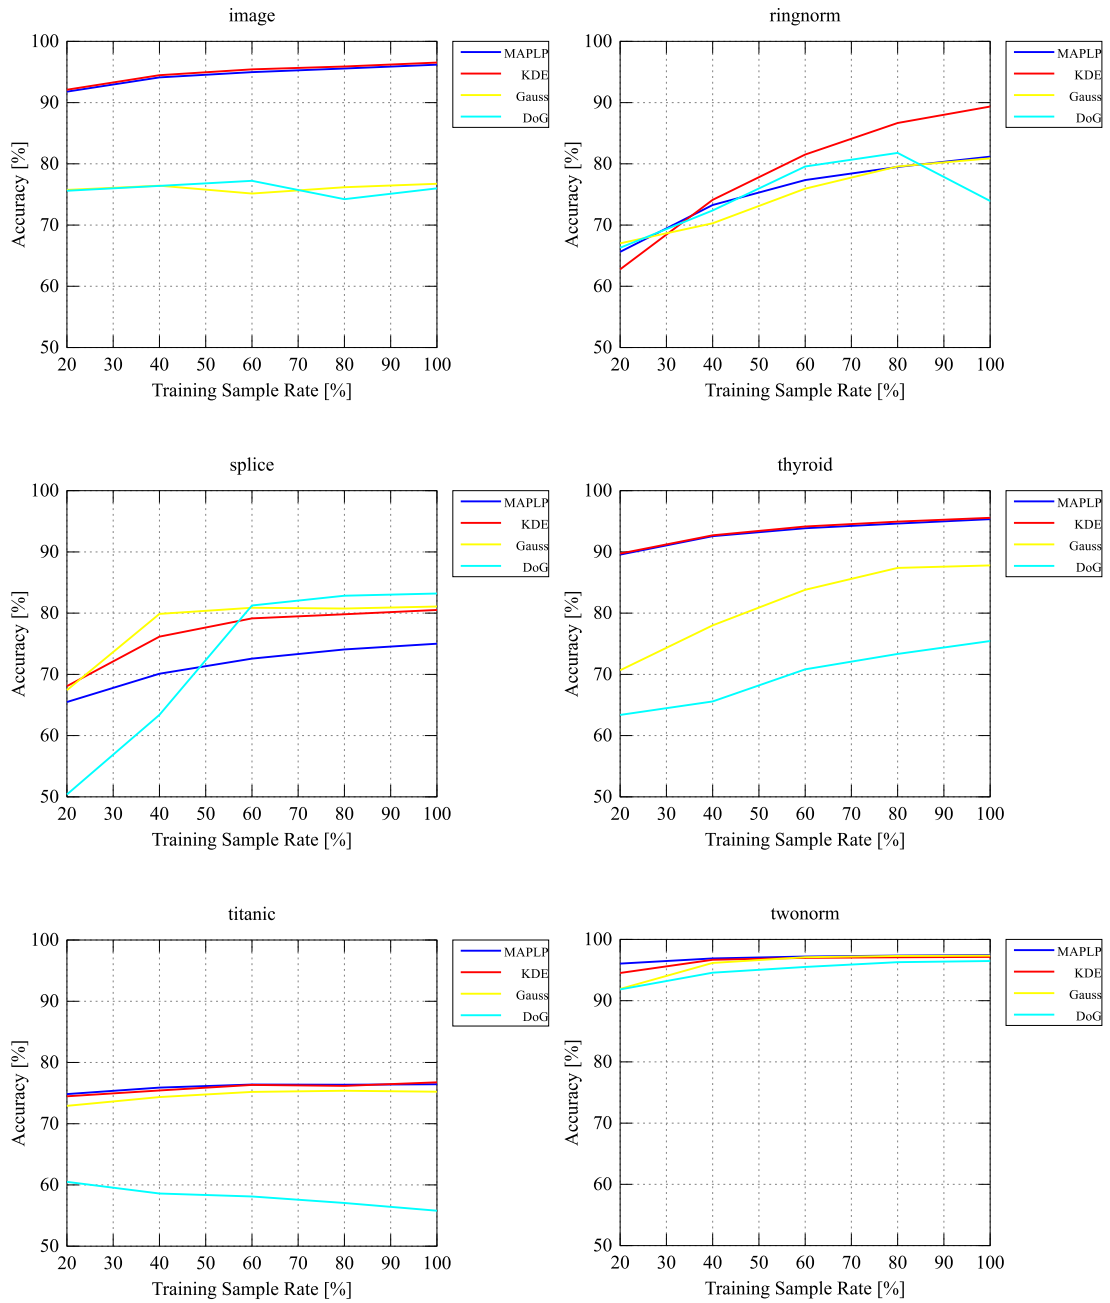 image
100
90
80
70
60
50
20 30 40 50 60 70 80 90 100
Accuracy [%]
Training Sample Rate [%]
MAPLP
KDE
Gauss
DoG
ringnorm
100
90
80
70
60
50
20 30 40 50 60 70 80 90 100
Accuracy [%]
Training Sample Rate [%]
MAPLP
KDE
Gauss
DoG
splice
100
90
80
70
60
50
20 30 40 50 60 70 80 90 100
Accuracy [%]
Training Sample Rate [%]
MAPLP
KDE
Gauss
DoG
thyroid
100
90
80
70
60
50
20 30 40 50 60 70 80 90 100
Accuracy [%]
Training Sample Rate [%]
MAPLP
KDE
Gauss
DoG
titanic
100
90
80
70
60
50
20 30 40 50 60 70 80 90 100
Accuracy [%]
Training Sample Rate [%]
MAPLP
KDE
Gauss
DoG
twonorm
100
90
80
70
60
50
20 30 40 50 60 70 80 90 100
Accuracy [%]
Training Sample Rate [%]
MAPLP
KDE
Gauss
DoG